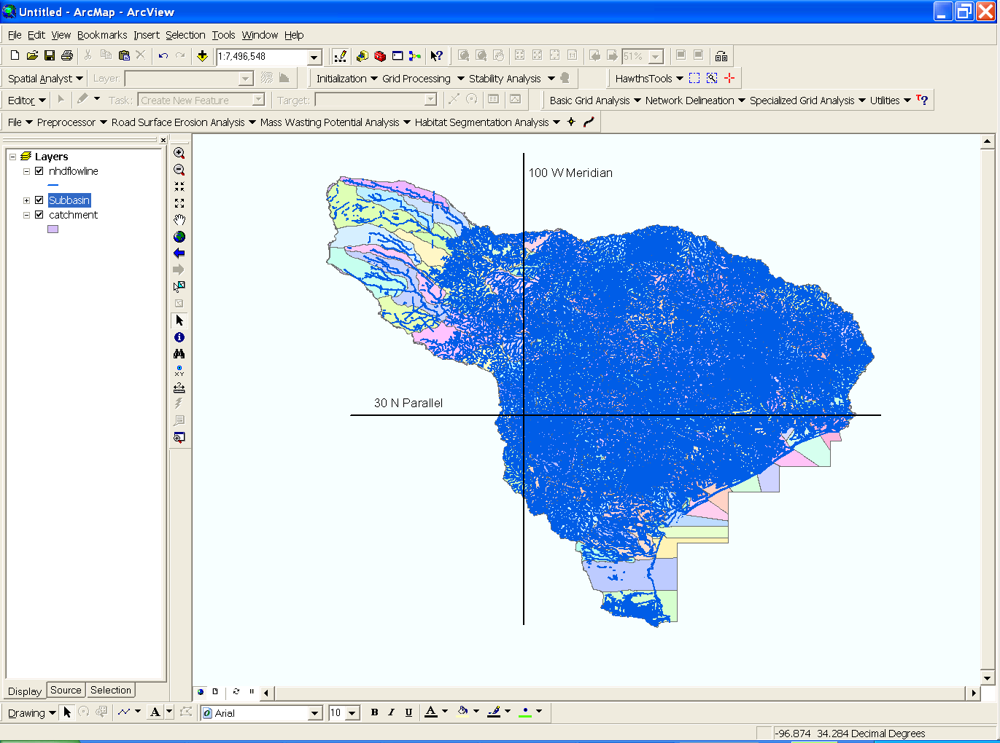 Untitled - ArcMap - ArcView
File Edit View Bookmarks Insert Selection Tools Window Help
1:7,496,548 51%
Spatial Analyst Layer: Initialization Grid Processing Stability Analysis HawthsTools
Editor Task: Create New Feature Target: Basic Grid Analysis Network Delineation Specialized Grid Analysis Utilities T?
File Preprocessor Road Surface Erosion Analysis Mass Wasting Potential Analysis Habitat Segmentation Analysis
Layers
nhdflowline
Subbasin
catchment
XY
100 W Meridian
30 N Parallel
Display Source Selection
Drawing A Arial 10 B I U A
-96.874 34.284 Decimal Degrees